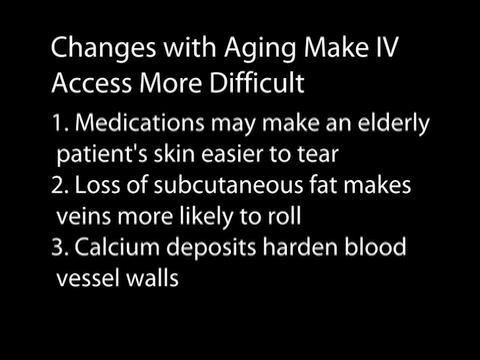 Changes with Aging Make IV
Access More Difficult
1. Medications may make an elderly
patient's skin easier to tear
2. Loss of subcutaneous fat makes
veins more likely to roll
3. Calcium deposits harden blood
vessel walls